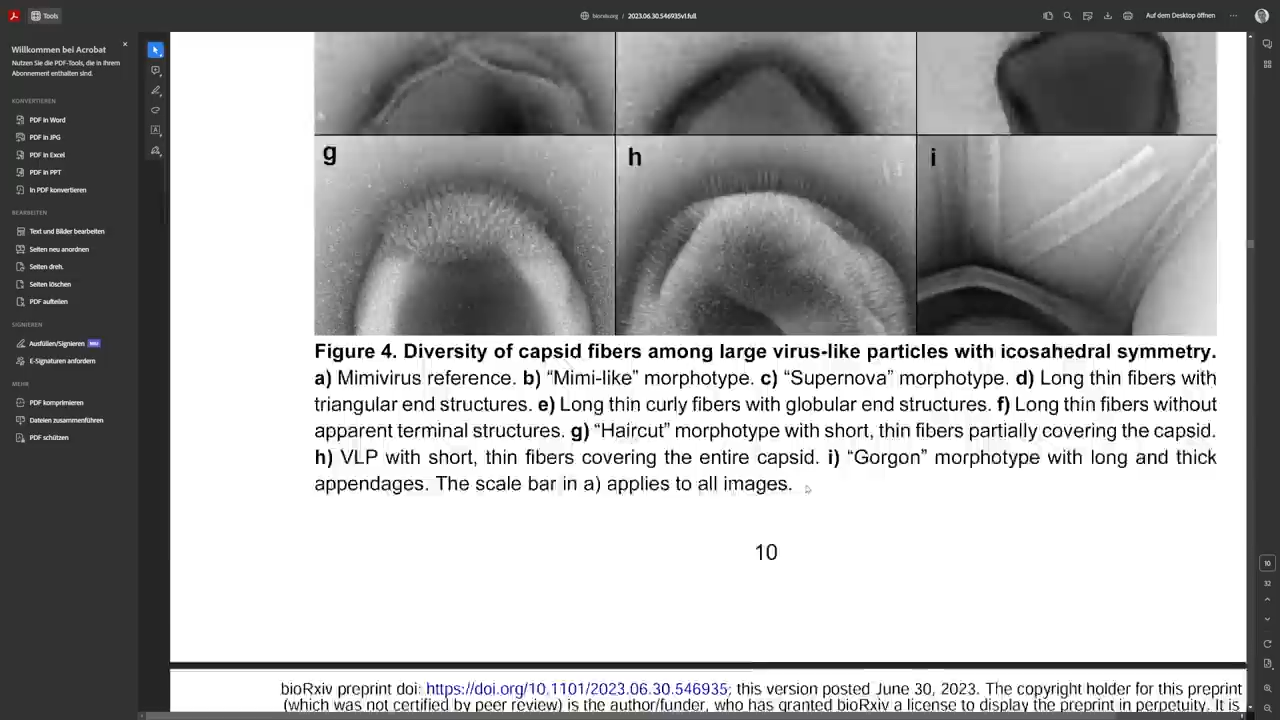 Tools
biorxiv.org / 2023.06.30.546935v1.full
Auf dem Desktop öffnen
Willkommen bei Acrobat
Nutzen Sie die PDF-Tools, die in Ihrem
Abonnement enthalten sind.
KONVERTIEREN
PDF in Word
PDF in JPG
PDF in Excel
PDF in PPT
In PDF konvertieren
BEARBEITEN
Text und Bilder bearbeiten
Seiten neu anordnen
Seiten dreh.
Seiten löschen
PDF aufteilen
SIGNIEREN
Ausfüllen/Signieren NEU
E-Signaturen anfordern
MEHR
PDF komprimieren
Dateien zusammenführen
PDF schützen
g
h
i
Figure 4. Diversity of capsid fibers among large virus-like particles with icosahedral symmetry.
a) Mimivirus reference. b) “Mimi-like” morphotype. c) “Supernova” morphotype. d) Long thin fibers with
triangular end structures. e) Long thin curly fibers with globular end structures. f) Long thin fibers without
apparent terminal structures. g) “Haircut” morphotype with short, thin fibers partially covering the capsid.
h) VLP with short, thin fibers covering the entire capsid. i) “Gorgon” morphotype with long and thick
appendages. The scale bar in a) applies to all images.
10
bioRxiv preprint doi: https://doi.org/10.1101/2023.06.30.546935; this version posted June 30, 2023. The copyright holder for this preprint
(which was not certified by peer review) is the author/funder, who has granted bioRxiv a license to display the preprint in perpetuity. It is
10
32